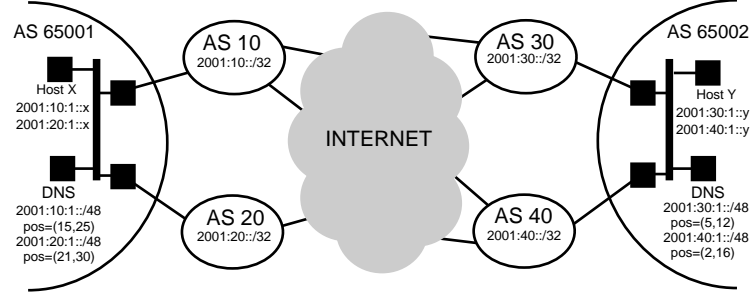 AS 65001
Host X
2001:10:1::x
2001:20:1::x
DNS
2001:10:1::/48
pos=(15,25)
2001:20:1::/48
pos=(21,30)
AS 10
2001:10::/32
AS 20
2001:20::/32
INTERNET
AS 30
2001:30::/32
AS 40
2001:40::/32
AS 65002
Host Y
2001:30:1::y
2001:40:1::y
DNS
2001:30:1::/48
pos=(5,12)
2001:40:1::/48
pos=(2,16)